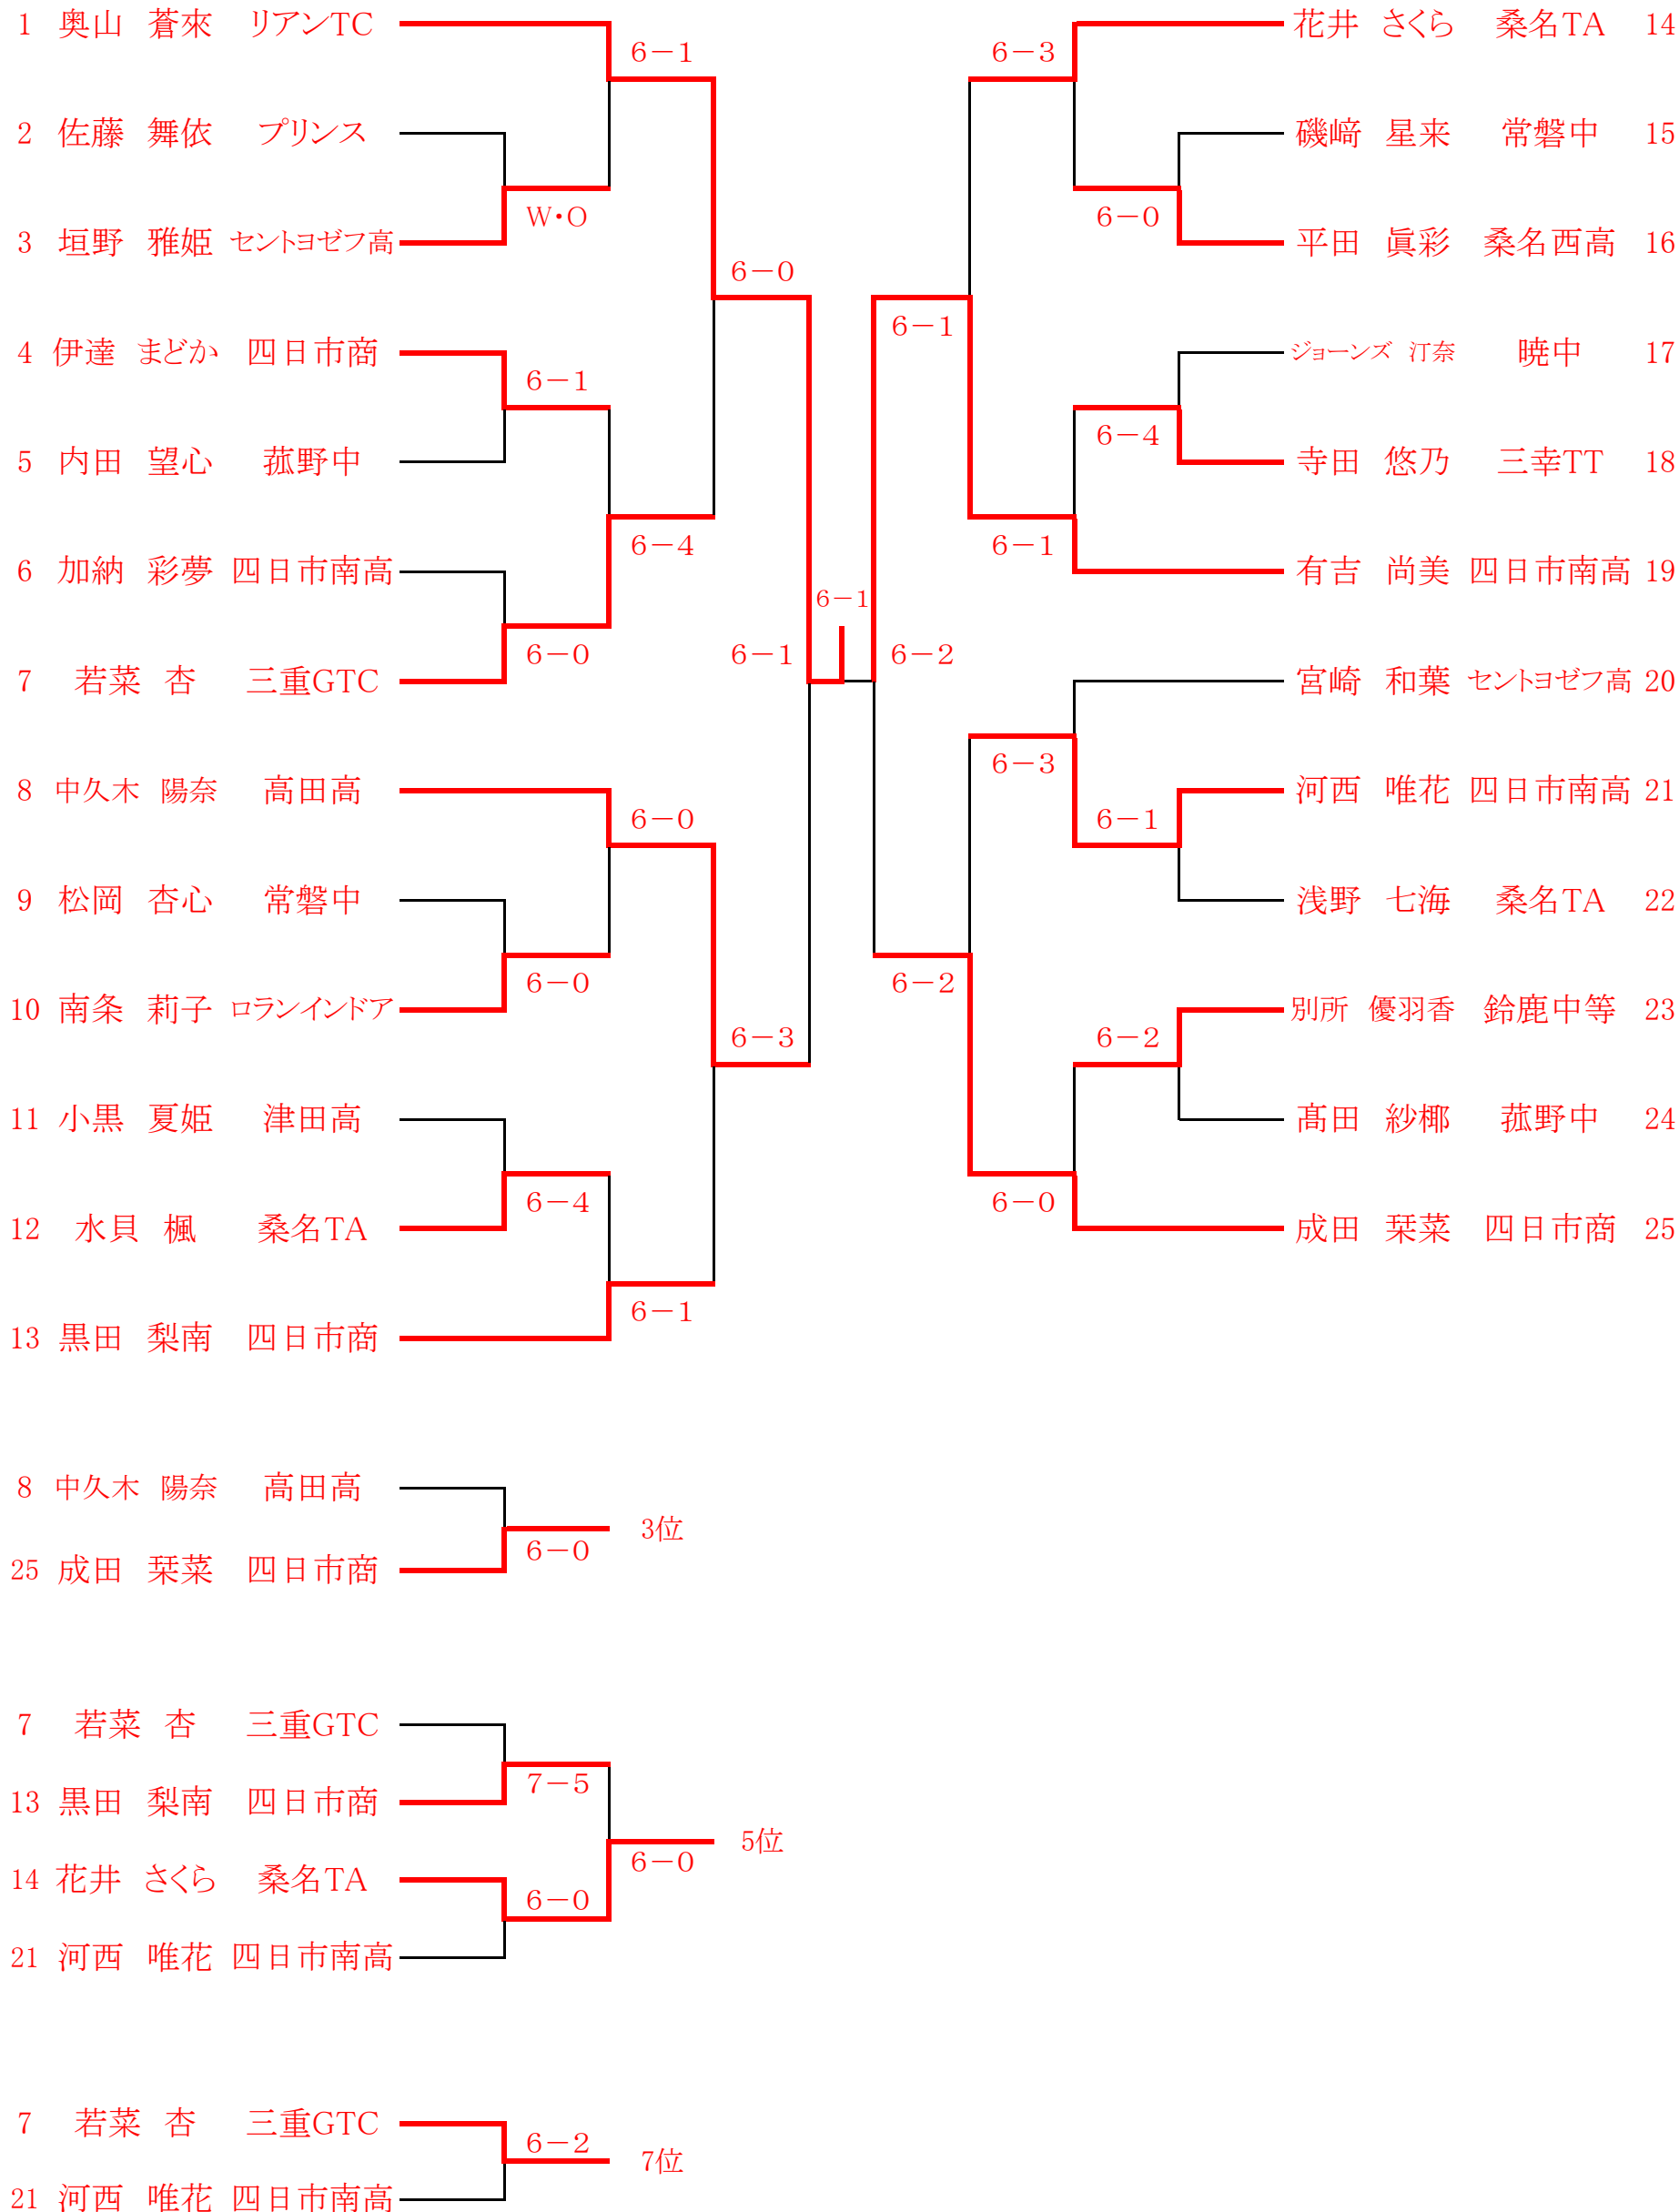 1 奥山 蒼來 リアンTC
6－1
2 佐藤 舞依 プリンス
W・O
3 垣野 雅姫 セントヨゼフ高
6－0
4 伊達 まどか 四日市商
6－1
5 内田 望心 菰野中
6－4
6 加納 彩夢 四日市南高
6－0
7 若菜 杏 三重GTC
6－1
8 中久木 陽奈 高田高
6－0
9 松岡 杏心 常磐中
6－0
10 南条 莉子 ロランインドア
6－3
11 小黒 夏姫 津田高
6－4
12 水貝 楓 桑名TA
6－1
13 黒田 梨南 四日市商
6－1
花井 さくら 桑名TA 14
6－3
磯﨑 星来 常磐中 15
6－0
平田 眞彩 桑名西高 16
6－1
ジョーンズ 汀奈 暁中 17
6－4
寺田 悠乃 三幸TT 18
6－1
有吉 尚美 四日市南高 19
6－2
宮崎 和葉 セントヨゼフ高 20
6－3
河西 唯花 四日市南高 21
6－1
浅野 七海 桑名TA 22
6－2
別所 優羽香 鈴鹿中等 23
6－2
髙田 紗椰 菰野中 24
6－0
成田 栞菜 四日市商 25
8 中久木 陽奈 高田高
6－0 3位
25 成田 栞菜 四日市商
7 若菜 杏 三重GTC
7－5
13 黒田 梨南 四日市商
6－0 5位
14 花井 さくら 桑名TA
6－0
21 河西 唯花 四日市南高
7 若菜 杏 三重GTC
6－2 7位
21 河西 唯花 四日市南高